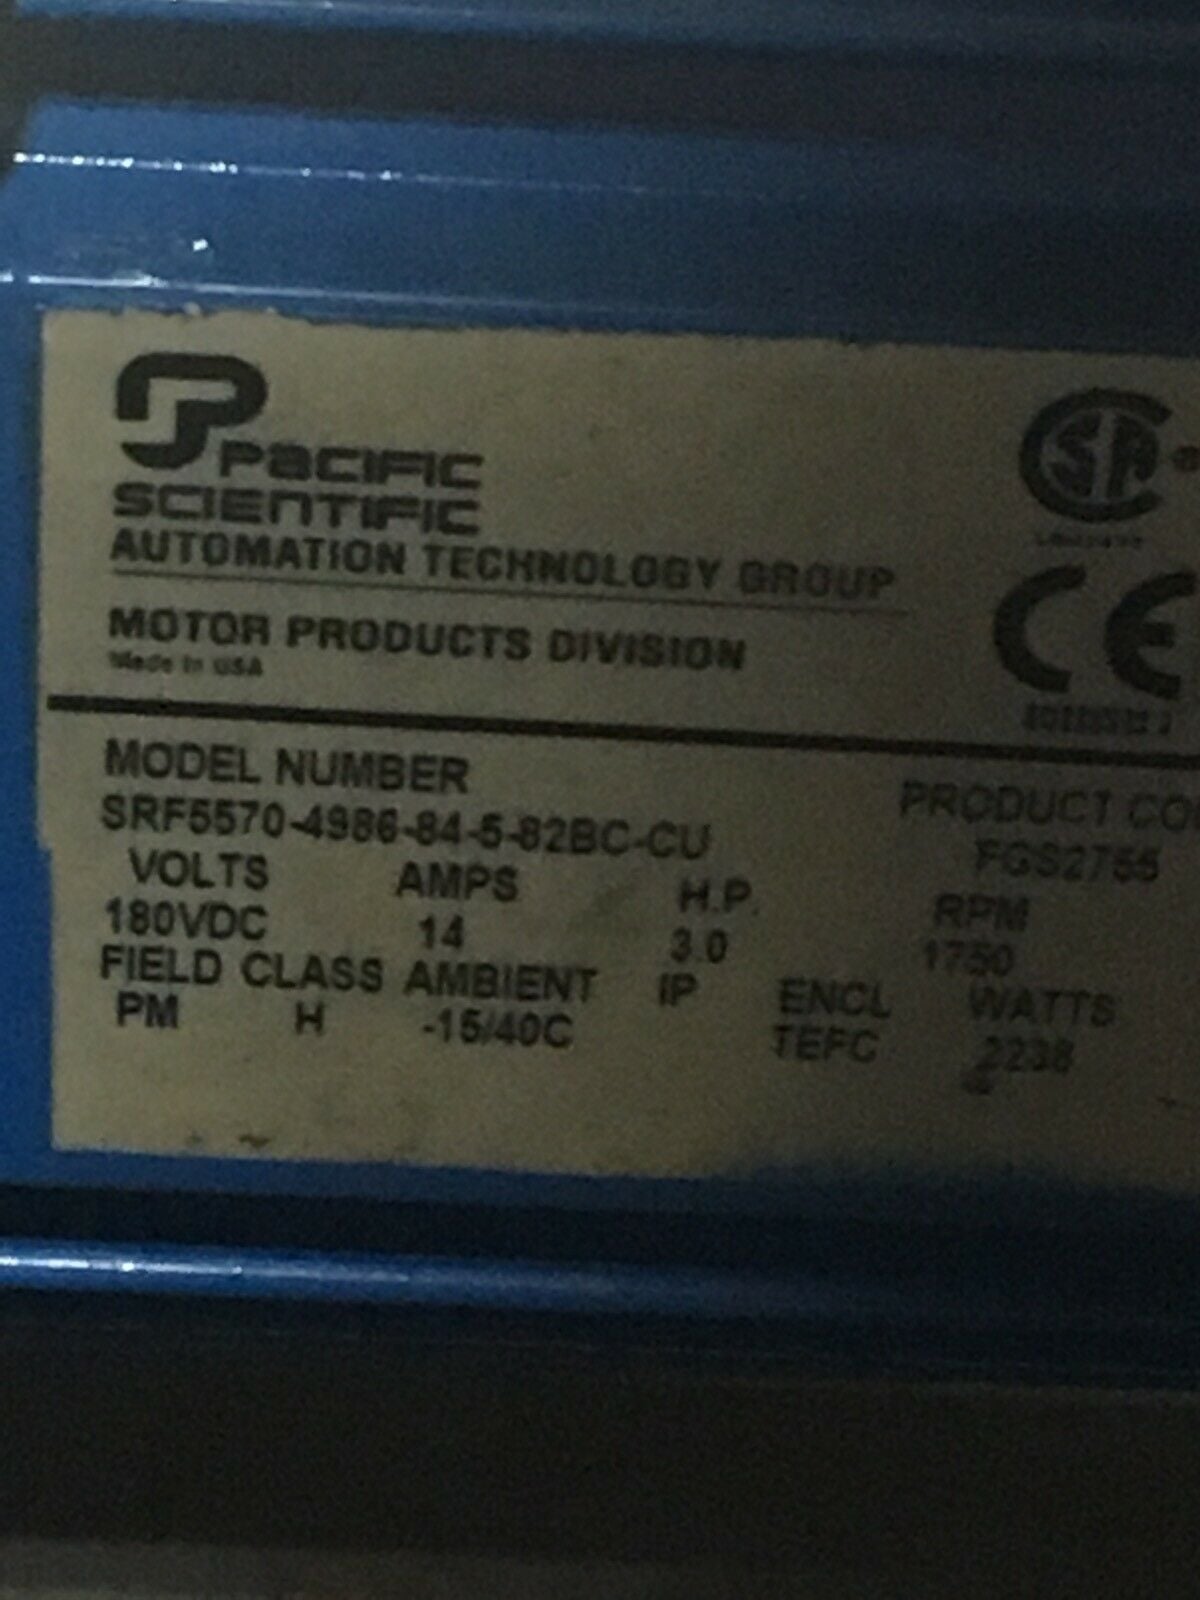 PACIFIC
SCIENTIFIC
AUTOMATION TECHNOLOGY GROUP
MOTOR PRODUCTS DIVISION
Made In USA
CSA
CE
MODEL NUMBER
SRF5570-4986-84-5-82BC-CU
PRODUCT CO
FGS2755
VOLTS AMPS H.P. RPM
180VDC 14 3.0 1750
FIELD CLASS AMBIENT IP ENCL WATTS
PM H -15/40C TEFC 2238